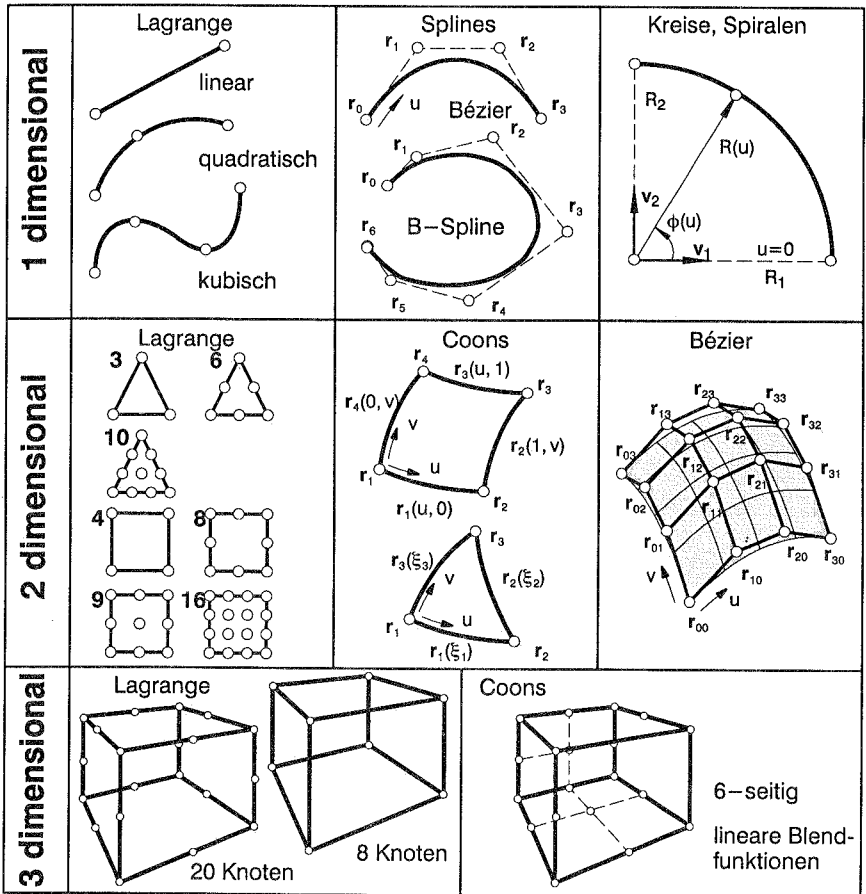 1 dimensional
Lagrange
linear
quadratisch
kubisch
Splines
r₁ r₂
r₀ u r₃
Bézier
r₂
r₁
r₀
r₃
B–Spline
r₆
r₅ r₄
Kreise, Spiralen
R₂
R(u)
v₂
ϕ(u)
v₁ u=0
R₁
2 dimensional
Lagrange
3 6
10
4 8
9 16
Coons
r₄ r₃(u, 1)
r₃
r₄(0, v)
v
r₂(1, v)
u
r₁
r₂
r₁(u, 0)
r₃
r₃(ξ₃)
v
r₂(ξ₂)
u
r₁
r₂
r₁(ξ₁)
Bézier
r₂₃ r₃₃
r₁₃
r₃₂
r₂₂
r₀₃
r₁₂
r₃₁
r₂₁
r₀₂
r₁₁
r₀₁
r₂₀
r₃₀
r₁₀
v
u
r₀₀
3 dimensional
Lagrange
20 Knoten
8 Knoten
Coons
6–seitig
lineare Blend-
funktionen